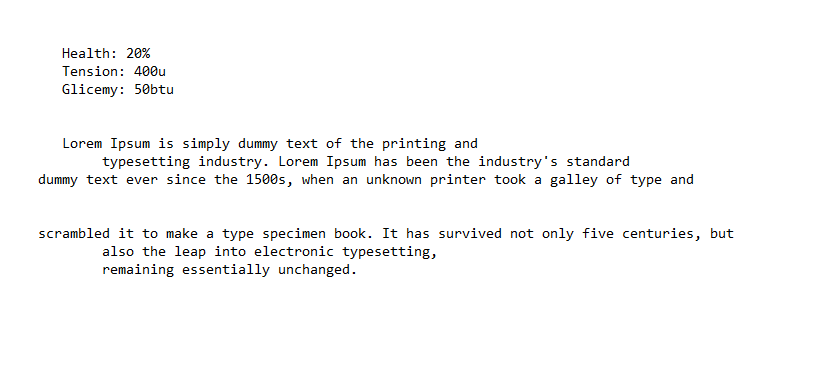 Health: 20%
Tension: 400u
Glicemy: 50btu
Lorem Ipsum is simply dummy text of the printing and
typesetting industry. Lorem Ipsum has been the industry's standard
dummy text ever since the 1500s, when an unknown printer took a galley of type and
scrambled it to make a type specimen book. It has survived not only five centuries, but
also the leap into electronic typesetting,
remaining essentially unchanged.